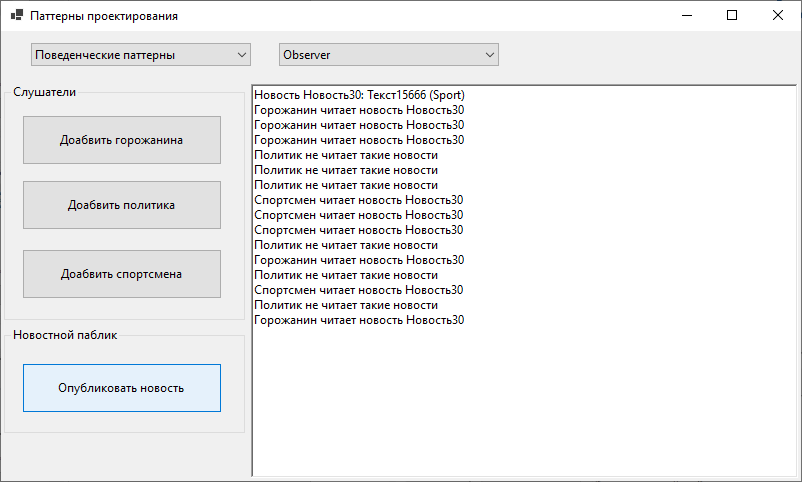 Паттерны проектирования
Поведенческие паттерны
Observer
Слушатели
Доабвить горожанина
Доабвить политика
Доабвить спортсмена
Новостной паблик
Опубликовать новость
Новость Новость30: Текст15666 (Sport)
Горожанин читает новость Новость30
Горожанин читает новость Новость30
Горожанин читает новость Новость30
Политик не читает такие новости
Политик не читает такие новости
Политик не читает такие новости
Спортсмен читает новость Новость30
Спортсмен читает новость Новость30
Спортсмен читает новость Новость30
Политик не читает такие новости
Горожанин читает новость Новость30
Политик не читает такие новости
Спортсмен читает новость Новость30
Политик не читает такие новости
Горожанин читает новость Новость30